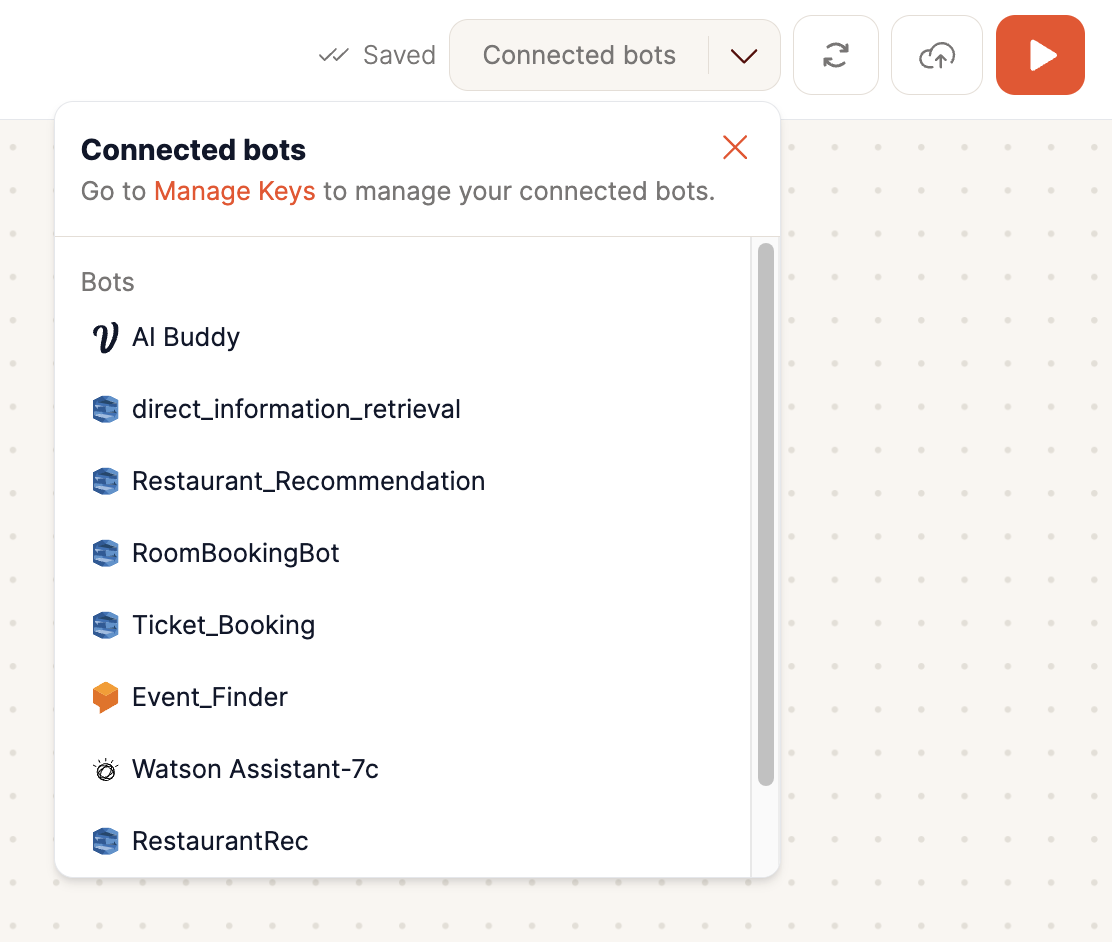 Saved
Connected bots
Connected bots
Go to Manage Keys to manage your connected bots.
Bots
AI Buddy
direct_information_retrieval
Restaurant_Recommendation
RoomBookingBot
Ticket_Booking
Event_Finder
Watson Assistant-7c
RestaurantRec